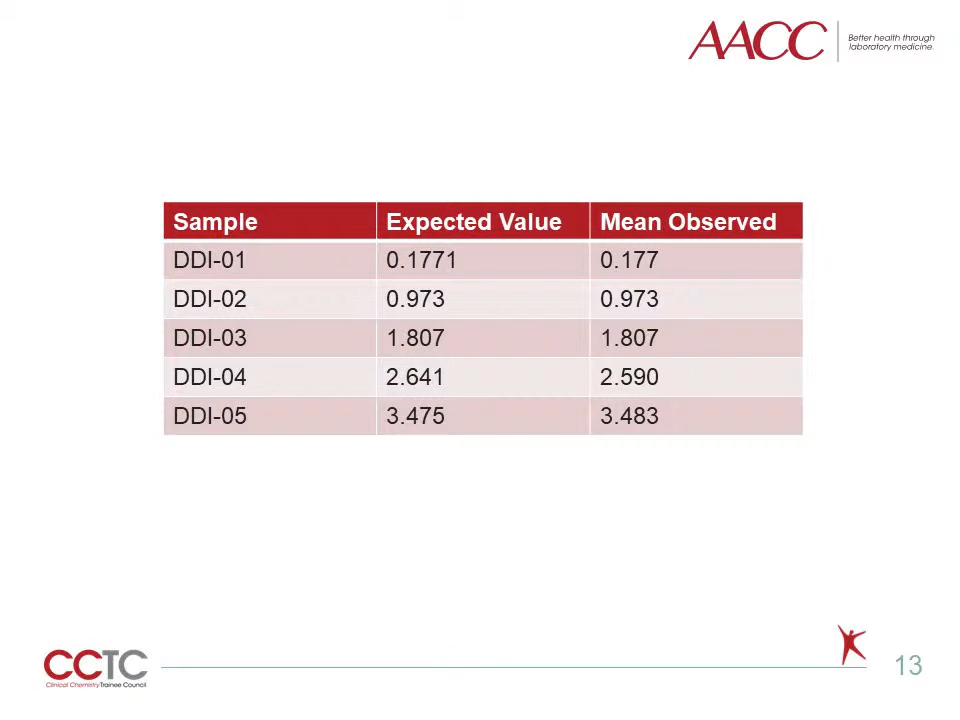 AACC
Better health through
laboratory medicine.
Sample Expected Value Mean Observed
DDI-01 0.1771 0.177
DDI-02 0.973 0.973
DDI-03 1.807 1.807
DDI-04 2.641 2.590
DDI-05 3.475 3.483
CCTC
Clinical Chemistry Trainee Council
13